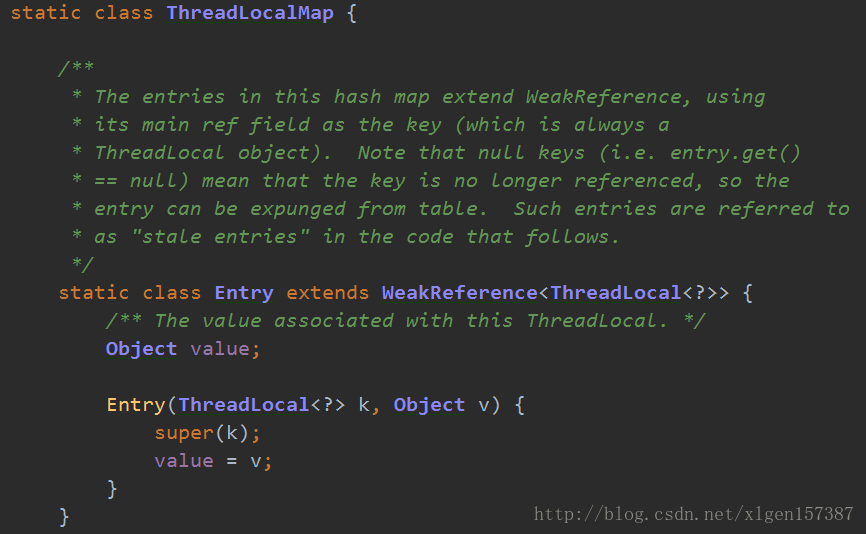 static class ThreadLocalMap {
/**
* The entries in this hash map extend WeakReference, using
* its main ref field as the key (which is always a
* ThreadLocal object).  Note that null keys (i.e. entry.get()
* == null) mean that the key is no longer referenced, so the
* entry can be expunged from table.  Such entries are referred to
* as "stale entries" in the code that follows.
*/
static class Entry extends WeakReference<ThreadLocal<?>> {
/** The value associated with this ThreadLocal. */
Object value;
Entry(ThreadLocal<?> k, Object v) {
super(k);
value = v;
}
}
http://blog.csdn.net/xlgen157387